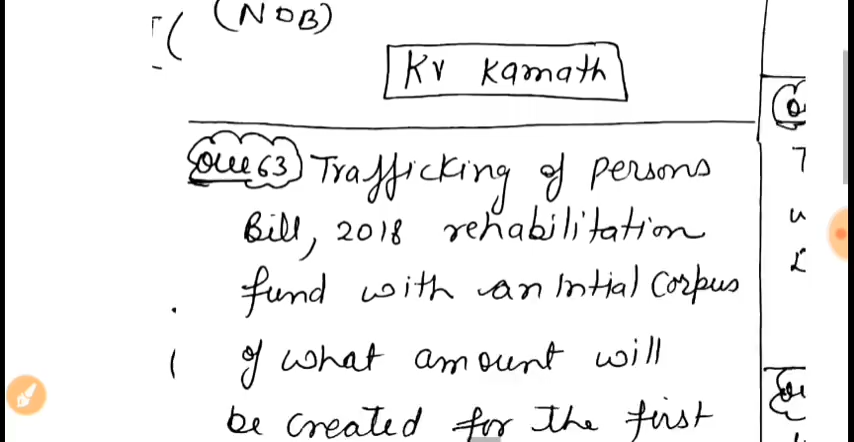 (NDB)
KV Kamath
Que 63) Trafficking of persons
Bill, 2018 rehabilitation
fund with an intial corpus
of what amount will
be created for the first